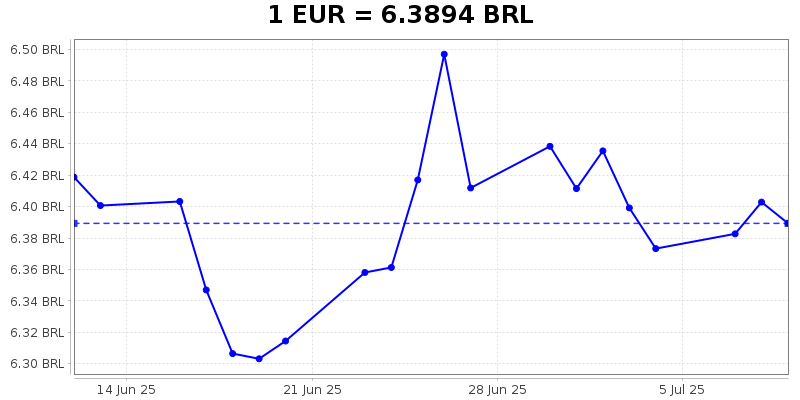 1 EUR = 6.3894 BRL
6.50 BRL
6.48 BRL
6.46 BRL
6.44 BRL
6.42 BRL
6.40 BRL
6.38 BRL
6.36 BRL
6.34 BRL
6.32 BRL
6.30 BRL
14 Jun 25
21 Jun 25
28 Jun 25
5 Jul 25